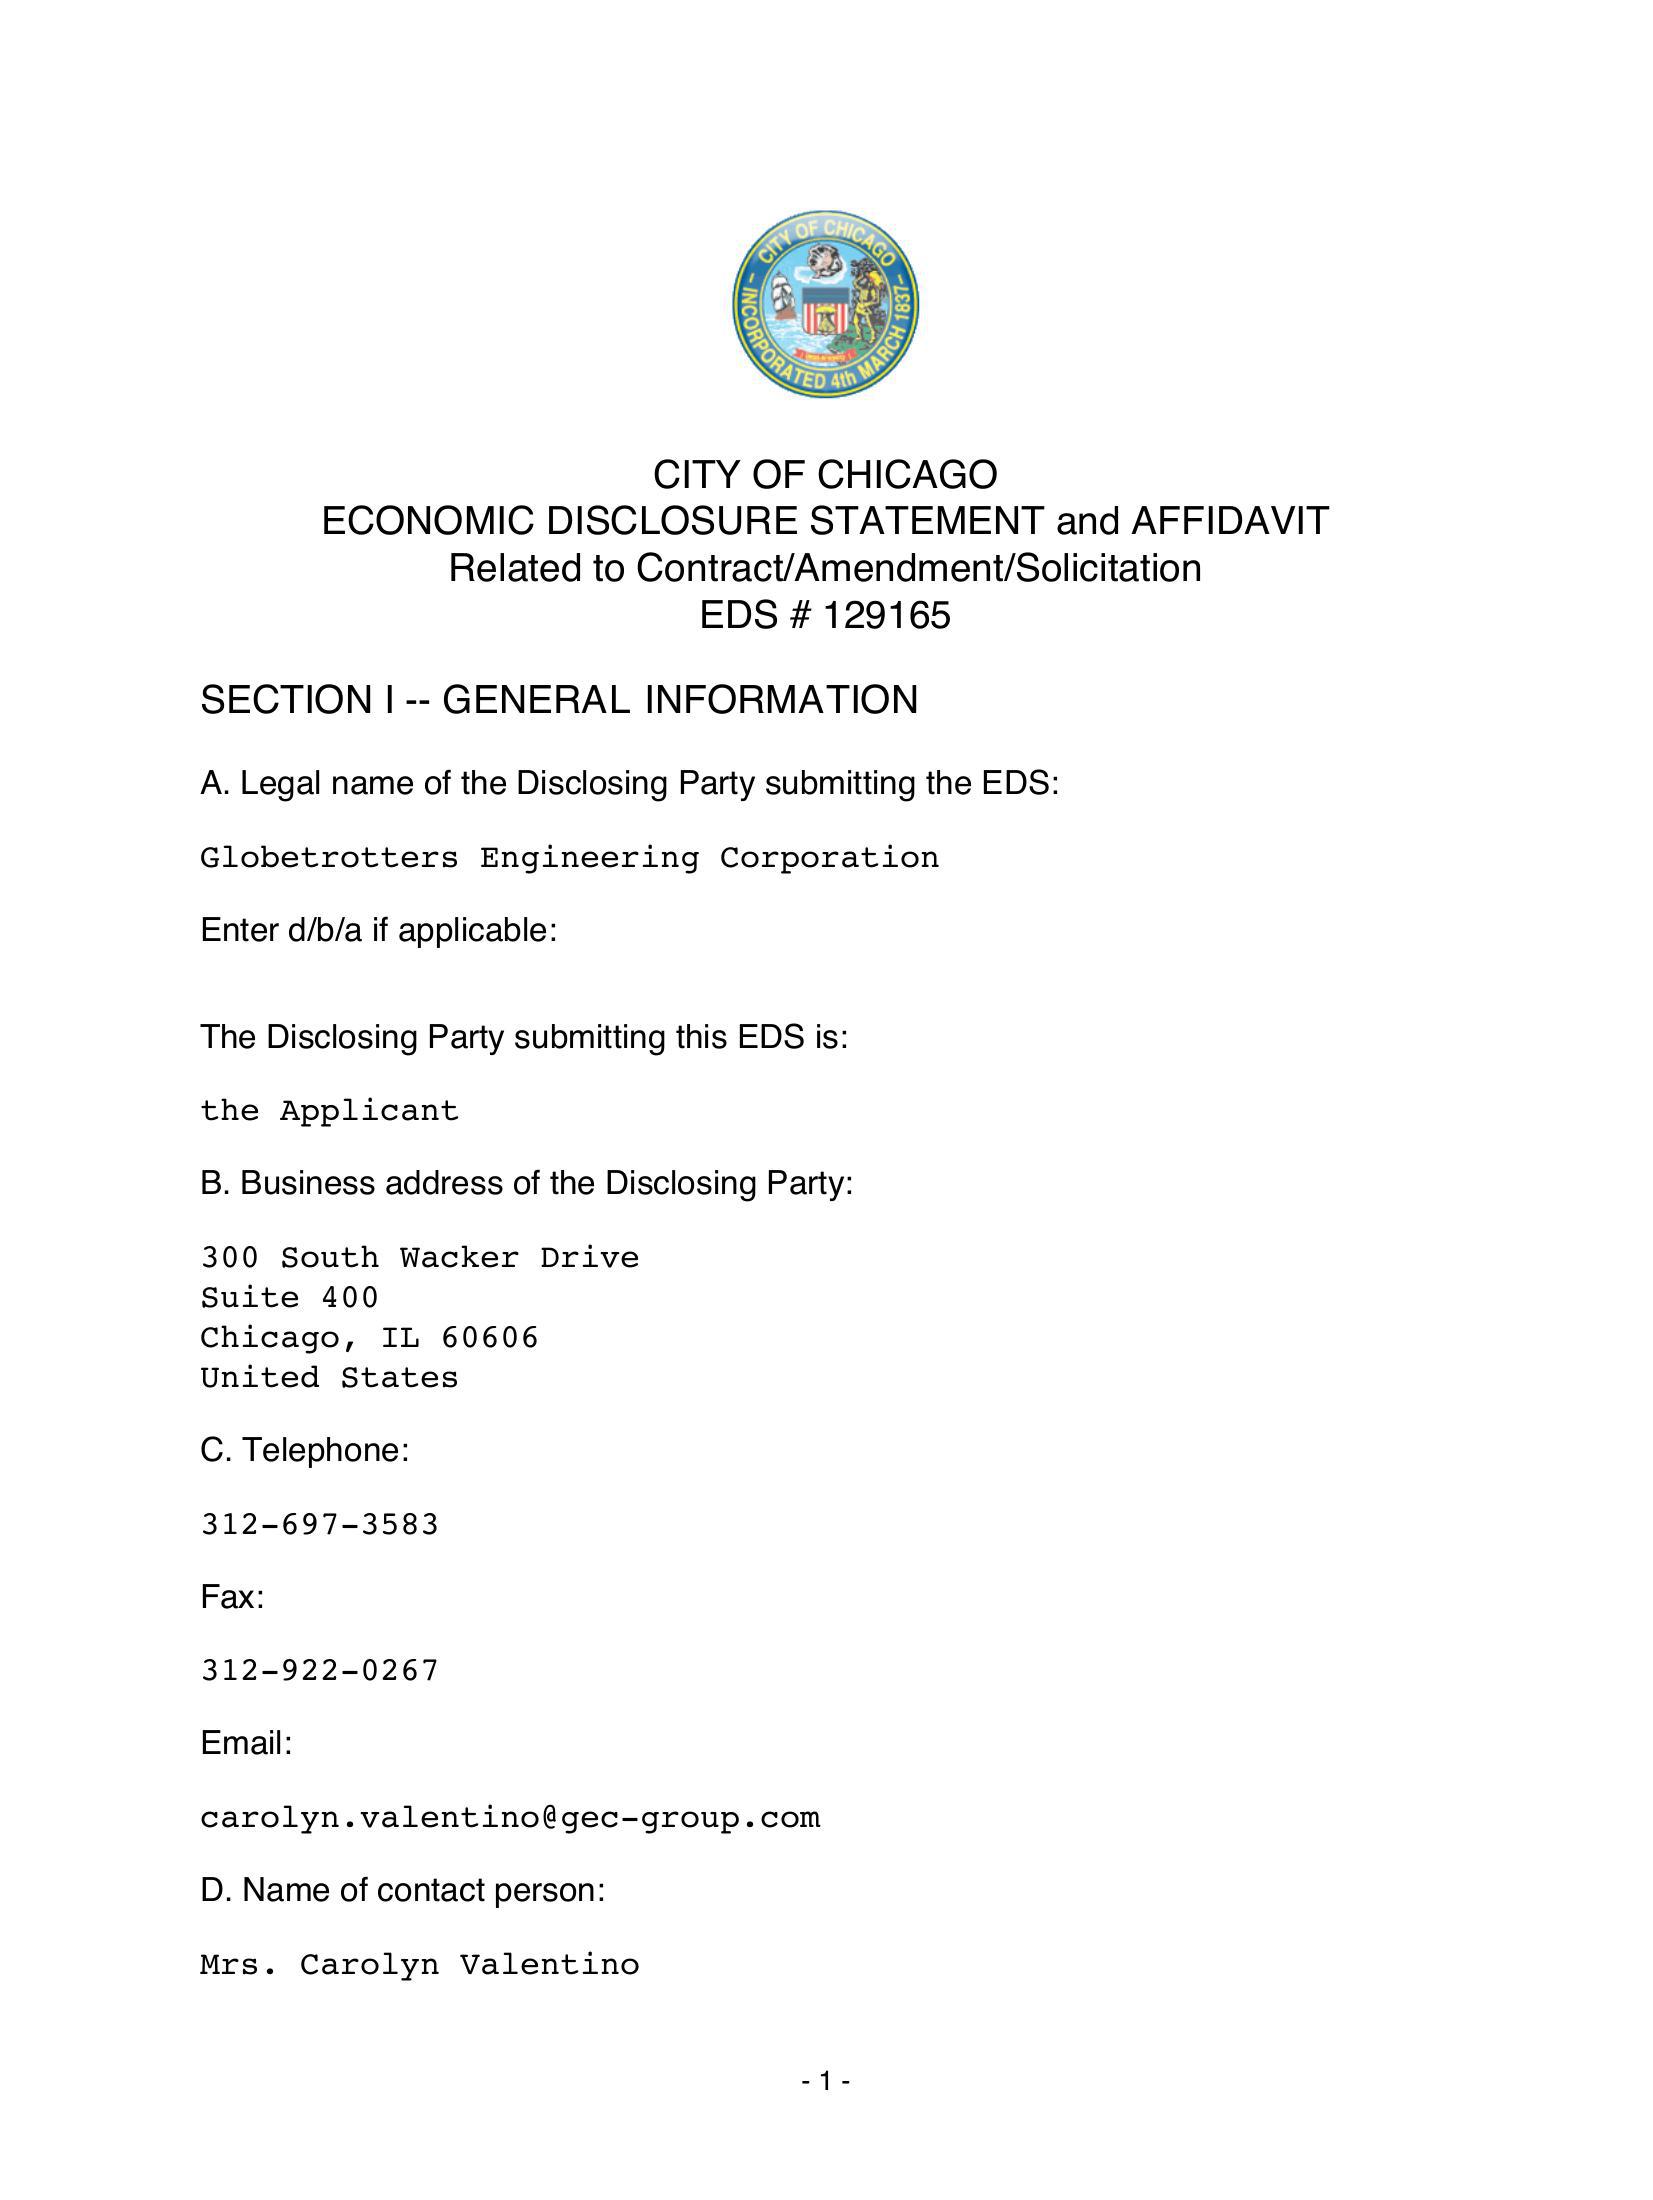 CITY OF CHICAGO
INCORPORATED 4th MARCH 1837
CITY OF CHICAGO
ECONOMIC DISCLOSURE STATEMENT and AFFIDAVIT
Related to Contract/Amendment/Solicitation
EDS # 129165
SECTION I -- GENERAL INFORMATION
A. Legal name of the Disclosing Party submitting the EDS:
Globetrotters Engineering Corporation
Enter d/b/a if applicable:
The Disclosing Party submitting this EDS is:
the Applicant
B. Business address of the Disclosing Party:
300 South Wacker Drive
Suite 400
Chicago, IL 60606
United States
C. Telephone:
312-697-3583
Fax:
312-922-0267
Email:
carolyn.valentino@gec-group.com
D. Name of contact person:
Mrs. Carolyn Valentino
- 1 -